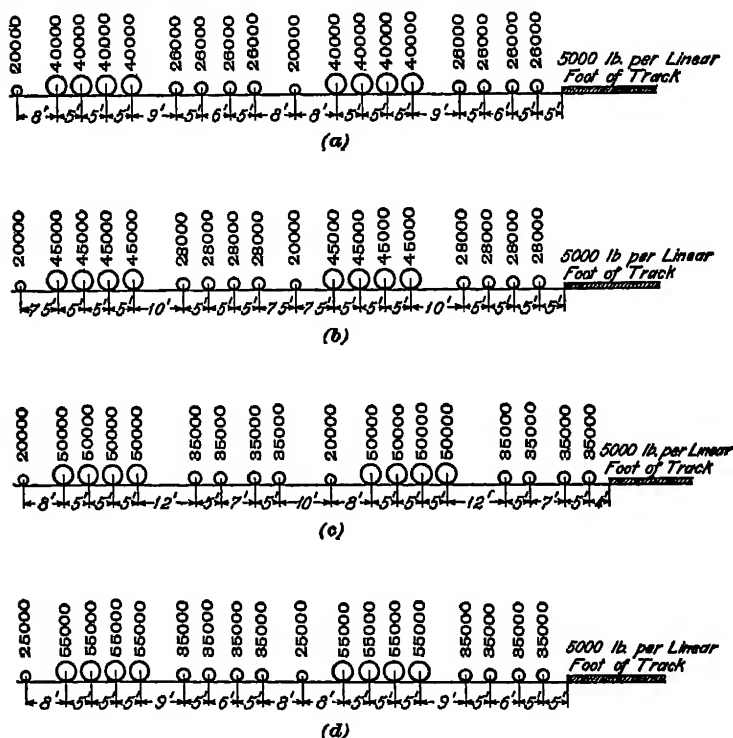 20000 40000 40000 40000 40000 26000 26000 26000 26000 20000 40000 40000 40000 40000 26000 26000 26000 26000
5000 lb. per Linear
Foot of Track
8' 5' 5' 5' 9' 5' 6' 5' 8' 8' 5' 5' 5' 9' 5' 6' 5' 5'
(a)
20000 45000 45000 45000 45000 28000 28000 28000 28000 20000 45000 45000 45000 45000 28000 28000 28000 28000
5000 lb per Linear
Foot of Track
7 5' 5' 5' 5' 10' 5' 5' 5' 7 5' 7 5' 5' 5' 5' 10' 5' 5' 5' 5'
(b)
20000 50000 50000 50000 50000 35000 35000 35000 35000 20000 50000 50000 50000 50000 35000 35000 35000 35000
5000 lb. per Linear
Foot of Track
8' 5' 5' 5' 12' 5' 7' 5' 10' 8' 5' 5' 5' 12' 5' 7' 5' 4'
(c)
25000 55000 55000 55000 55000 35000 35000 35000 35000 25000 55000 55000 55000 55000 35000 35000 35000 35000
5000 lb. per Linear
Foot of Track
8' 5' 5' 5' 9' 5' 6' 5' 8' 8' 5' 5' 5' 9' 5' 6' 5' 5'
(d)